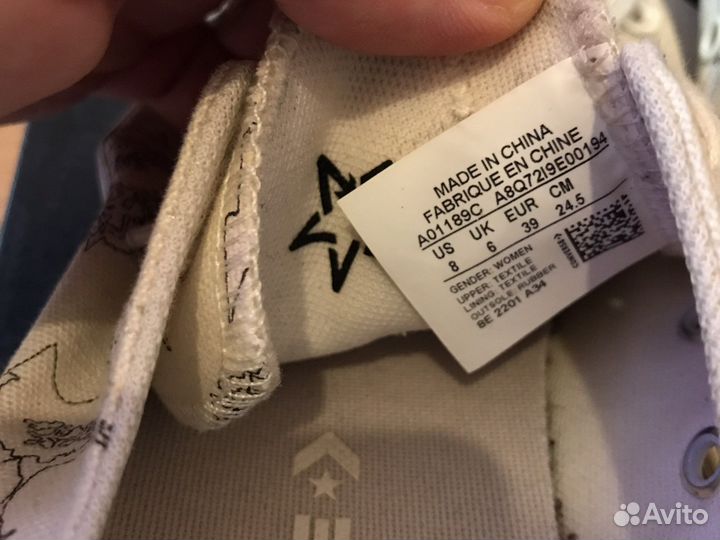 MADE IN CHINA
FABRIQUE EN CHINE
A01189C A8Q72I9E00194
US UK EUR CM
8 6 39 24.5
GENDER: WOMEN
UPPER: TEXTILE
LINING: TEXTILE
OUTSOLE: RUBBER
BE 2201 A34
CONVERSE
Avito